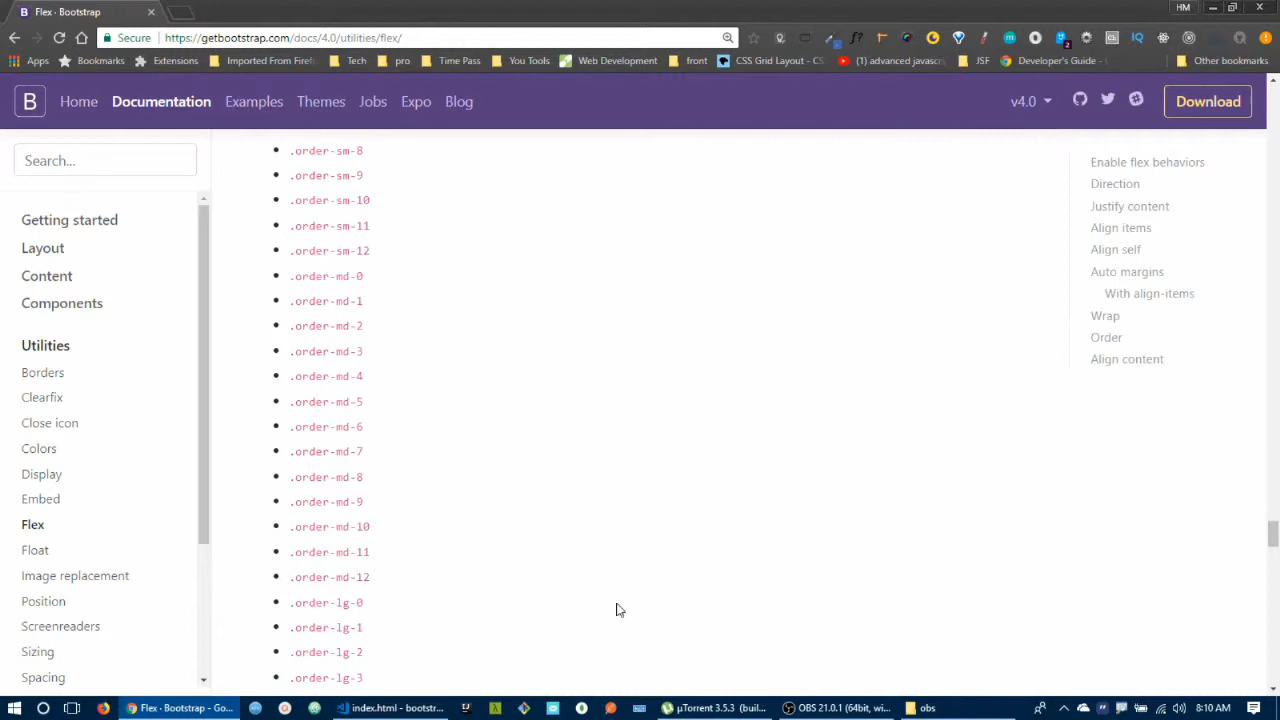 Flex · Bootstrap
HM
Secure
https://getbootstrap.com/docs/4.0/utilities/flex/
Apps
Bookmarks
Extensions
Imported From Firef
Tech
pro
Time Pass
You Tools
Web Development
front
CSS Grid Layout - CS
(1) advanced javasc
JSF
Developer's Guide -
Other bookmarks
B
Home
Documentation
Examples
Themes
Jobs
Expo
Blog
v4.0
Download
Search...
Getting started
Layout
Content
Components
Utilities
Borders
Clearfix
Close icon
Colors
Display
Embed
Flex
Float
Image replacement
Position
Screenreaders
Sizing
Spacing
.order-sm-8
.order-sm-9
.order-sm-10
.order-sm-11
.order-sm-12
.order-md-0
.order-md-1
.order-md-2
.order-md-3
.order-md-4
.order-md-5
.order-md-6
.order-md-7
.order-md-8
.order-md-9
.order-md-10
.order-md-11
.order-md-12
.order-lg-0
.order-lg-1
.order-lg-2
.order-lg-3
Enable flex behaviors
Direction
Justify content
Align items
Align self
Auto margins
With align-items
Wrap
Order
Align content
Flex · Bootstrap - Go...
index.html - bootstr...
µTorrent 3.5.3 (buil...
OBS 21.0.1 (64bit, wi...
obs
8:10 AM